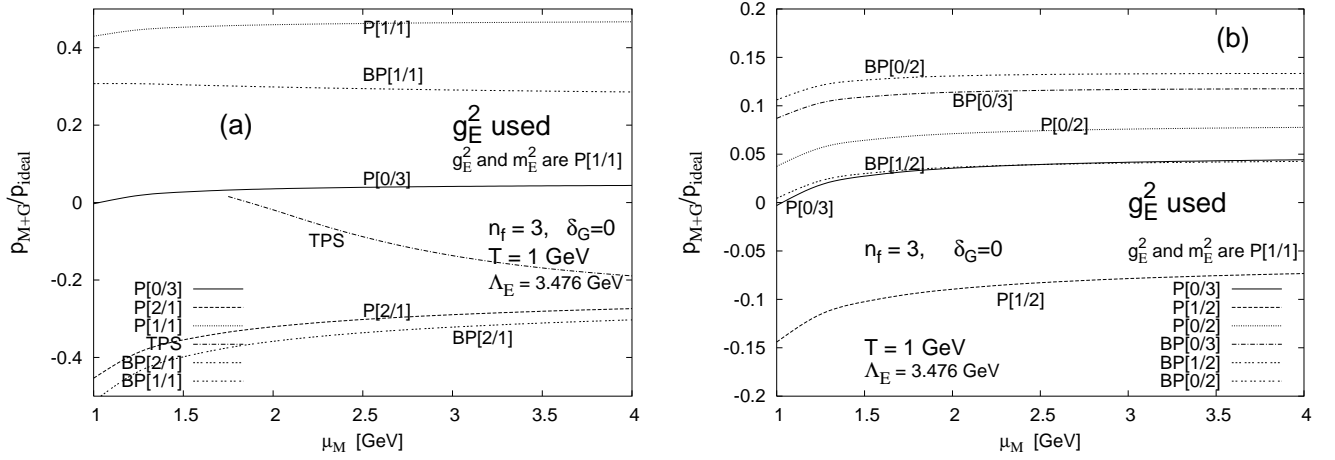 0.4
0.2
0
-0.2
-0.4
p_{M+G}/p_{ideal}
1
1.5
2
2.5
3
3.5
4
μ_M [GeV]
P[1/1]
BP[1/1]
(a)
g_E^2 used
g_E^2 and m_E^2 are P[1/1]
P[0/3]
TPS
n_f = 3, δ_G=0
T = 1 GeV
Λ_E = 3.476 GeV
P[2/1]
BP[2/1]
P[0/3]
P[2/1]
P[1/1]
TPS
BP[2/1]
BP[1/1]
0.2
0.15
0.1
0.05
0
-0.05
-0.1
-0.15
-0.2
p_{M+G}/p_{ideal}
1
1.5
2
2.5
3
3.5
4
μ_M [GeV]
(b)
BP[0/2]
BP[0/3]
P[0/2]
BP[1/2]
P[0/3]
g_E^2 used
n_f = 3, δ_G=0
g_E^2 and m_E^2 are P[1/1]
P[1/2]
T = 1 GeV
Λ_E = 3.476 GeV
P[0/3]
P[1/2]
P[0/2]
BP[0/3]
BP[1/2]
BP[0/2]